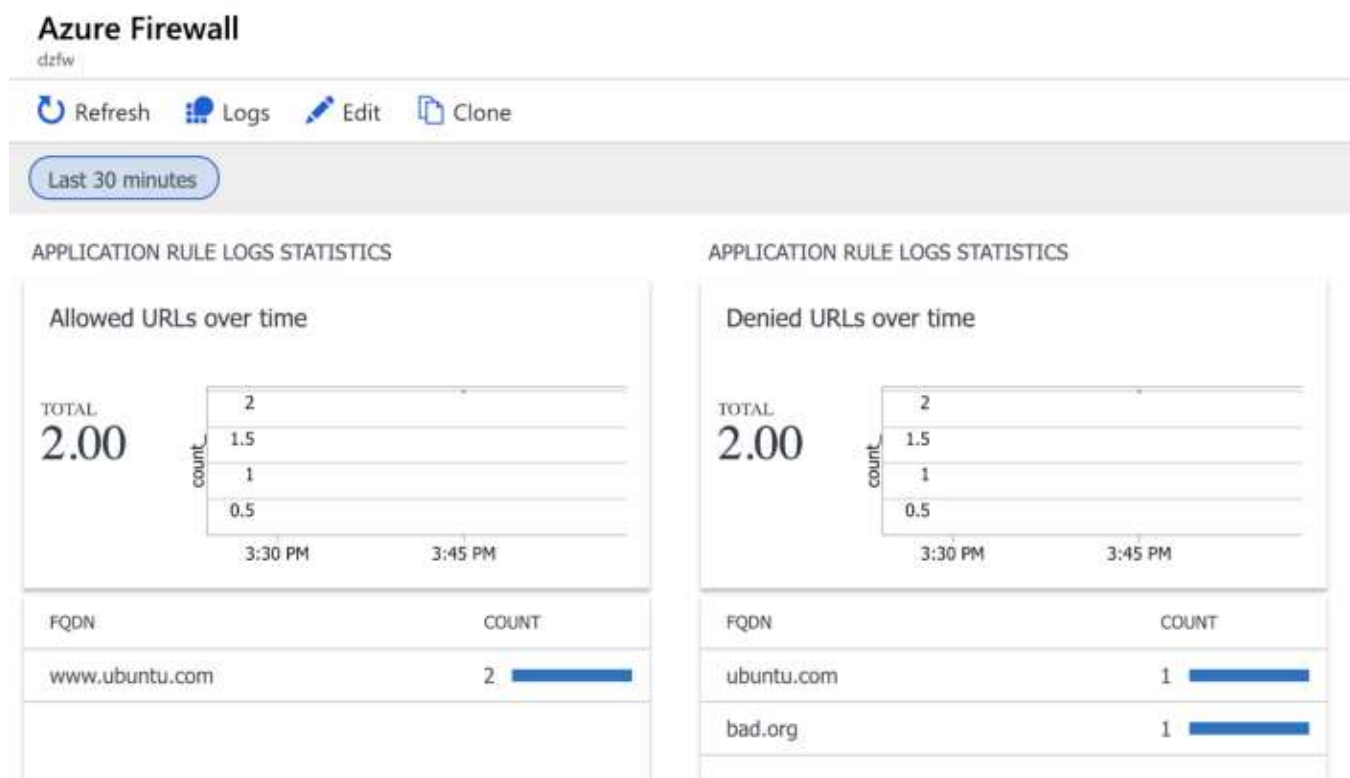 Azure Firewall
dzfw
Refresh Logs Edit Clone
Last 30 minutes
APPLICATION RULE LOGS STATISTICS
Allowed URLs over time
TOTAL
2.00
count_
2
1.5
1
0.5
3:30 PM 3:45 PM
FQDN COUNT
www.ubuntu.com 2
APPLICATION RULE LOGS STATISTICS
Denied URLs over time
TOTAL
2.00
count_
2
1.5
1
0.5
3:30 PM 3:45 PM
FQDN COUNT
ubuntu.com 1
bad.org 1